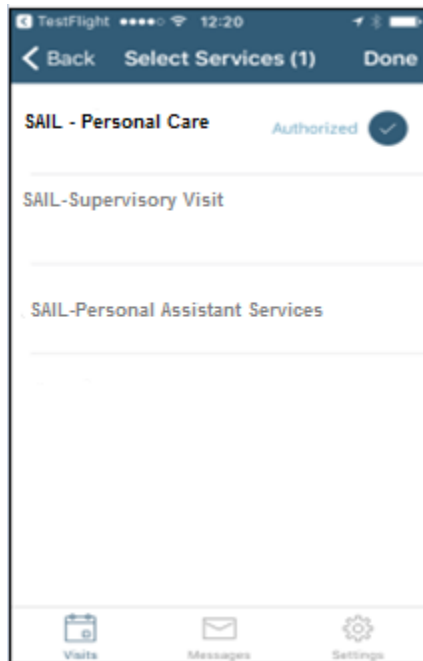 TestFlight 12:20
Back Select Services (1) Done
SAIL - Personal Care Authorized
SAIL-Supervisory Visit
SAIL-Personal Assistant Services
Visits Messages Settings